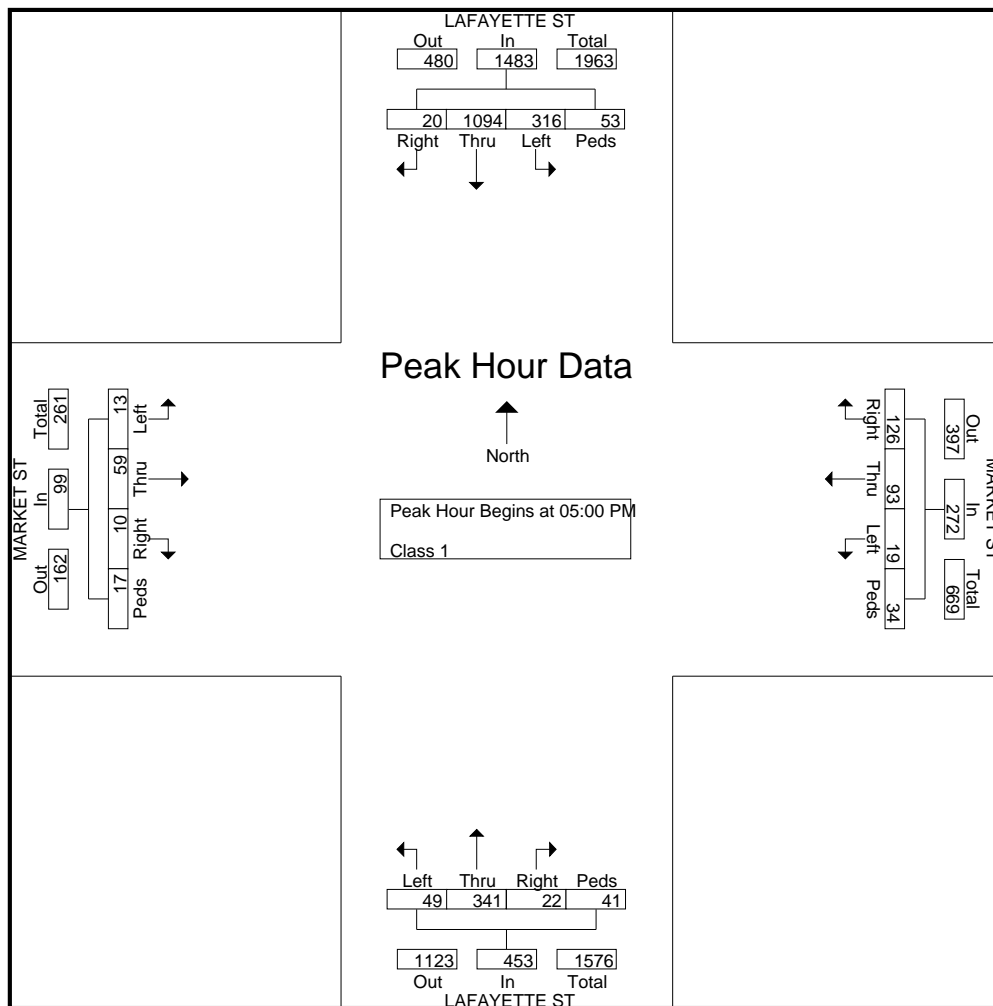 LAFAYETTE ST
Out In Total
480 1483 1963
20 1094 316 53
Right Thru Left Peds
Peak Hour Data
North
Peak Hour Begins at 05:00 PM
Class 1
MARKET ST
Total In Out
261 99 162
13 59 10 17
Left Thru Right Peds
Right Thru Left Peds
126 93 19 34
Out In Total
397 272 669
MARKET ST
Left Thru Right Peds
49 341 22 41
1123 453 1576
Out In Total
LAFAYETTE ST